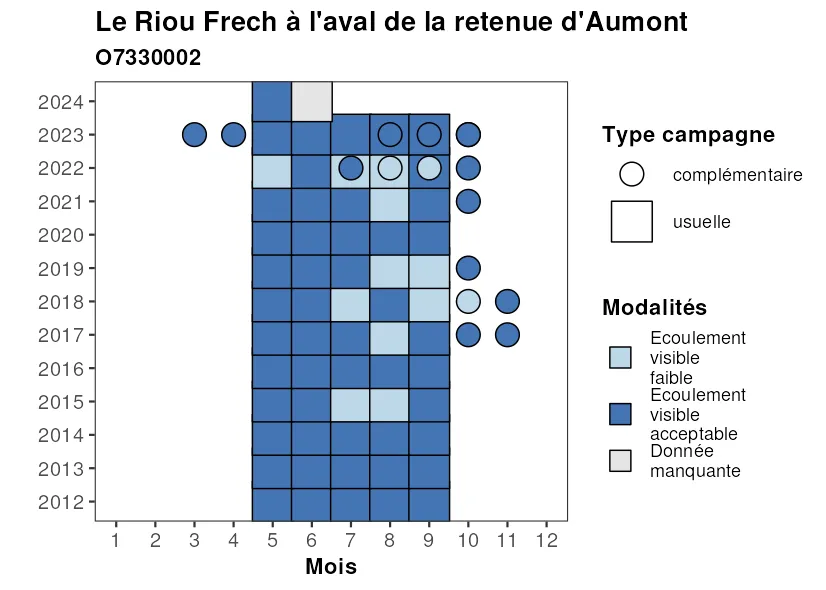 Le Riou Frech à l'aval de la retenue d'Aumont
O7330002
2024
2023
2022
2021
2020
2019
2018
2017
2016
2015
2014
2013
2012
1 2 3 4 5 6 7 8 9 10 11 12
Mois
Type campagne
complémentaire
usuelle
Modalités
Ecoulement
visible
faible
Ecoulement
visible
acceptable
Donnée
manquante